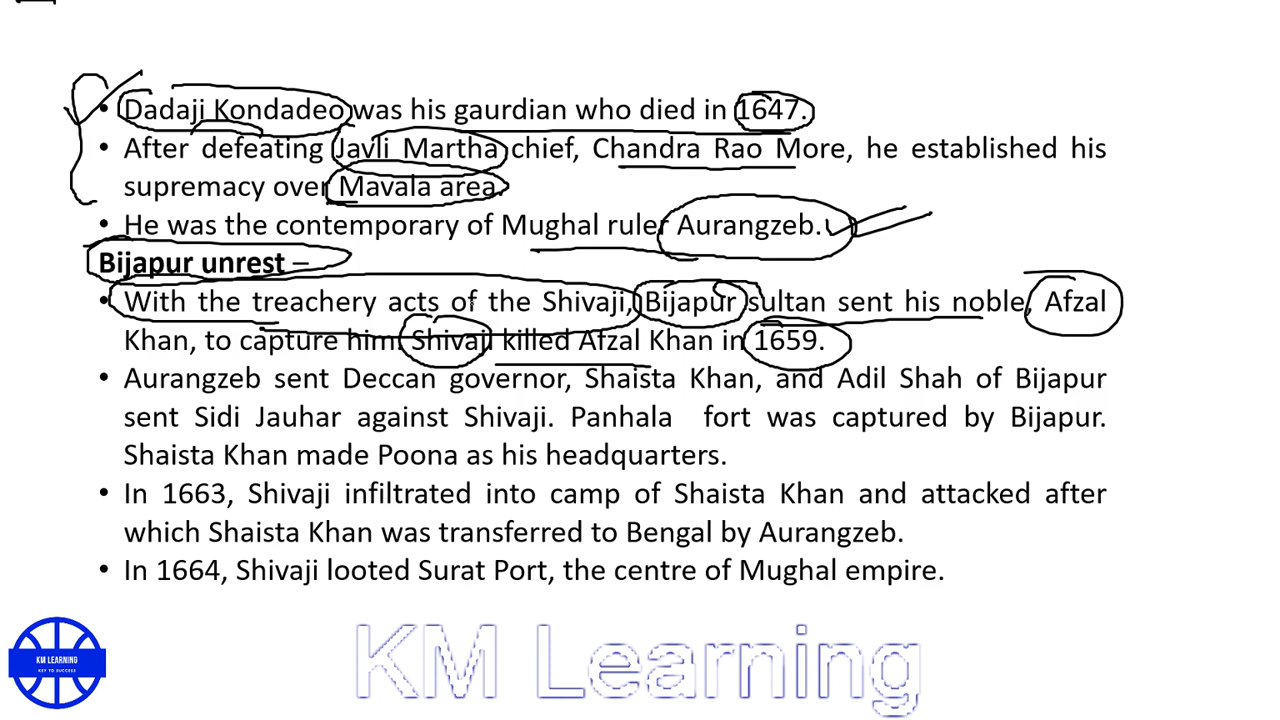 • Dadaji Kondadeo was his gaurdian who died in 1647.
• After defeating Javli Martha chief, Chandra Rao More, he established his
supremacy over Mavala area.
• He was the contemporary of Mughal ruler Aurangzeb.
Bijapur unrest –
• With the treachery acts of the Shivaji, Bijapur sultan sent his noble, Afzal
Khan, to capture him. Shivaji killed Afzal Khan in 1659.
• Aurangzeb sent Deccan governor, Shaista Khan, and Adil Shah of Bijapur
sent Sidi Jauhar against Shivaji. Panhala fort was captured by Bijapur.
Shaista Khan made Poona as his headquarters.
• In 1663, Shivaji infiltrated into camp of Shaista Khan and attacked after
which Shaista Khan was transferred to Bengal by Aurangzeb.
• In 1664, Shivaji looted Surat Port, the centre of Mughal empire.
KM Learning
KM LEARNING
KEY TO SUCCESS